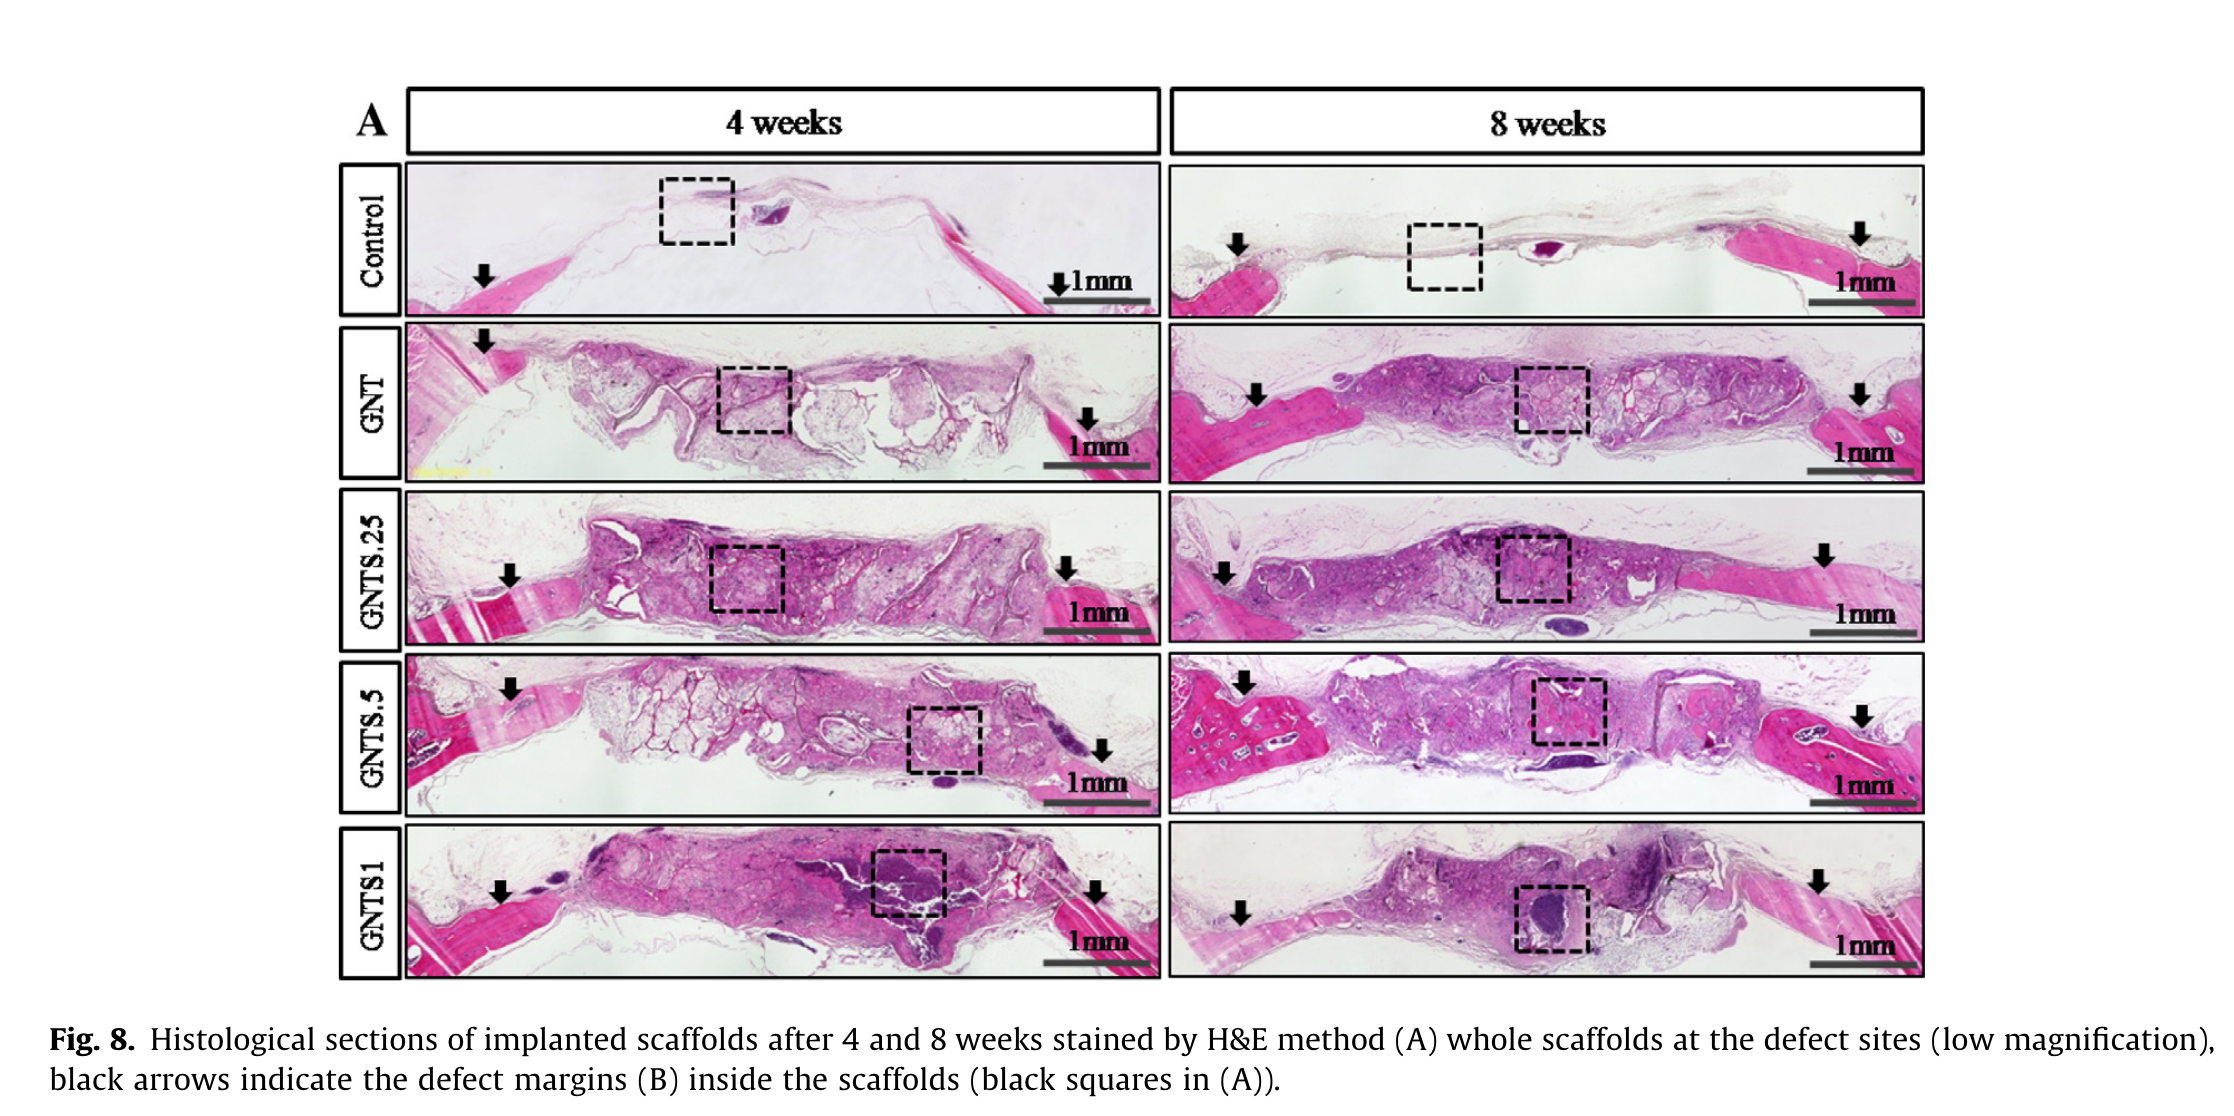 A
4 weeks
8 weeks
Control
1mm
1mm
GNT
1mm
1mm
GNTS.25
1mm
1mm
GNTS.5
1mm
1mm
GNTS1
1mm
1mm
Fig. 8. Histological sections of implanted scaffolds after 4 and 8 weeks stained by H&E method (A) whole scaffolds at the defect sites (low magnification),
black arrows indicate the defect margins (B) inside the scaffolds (black squares in (A)).